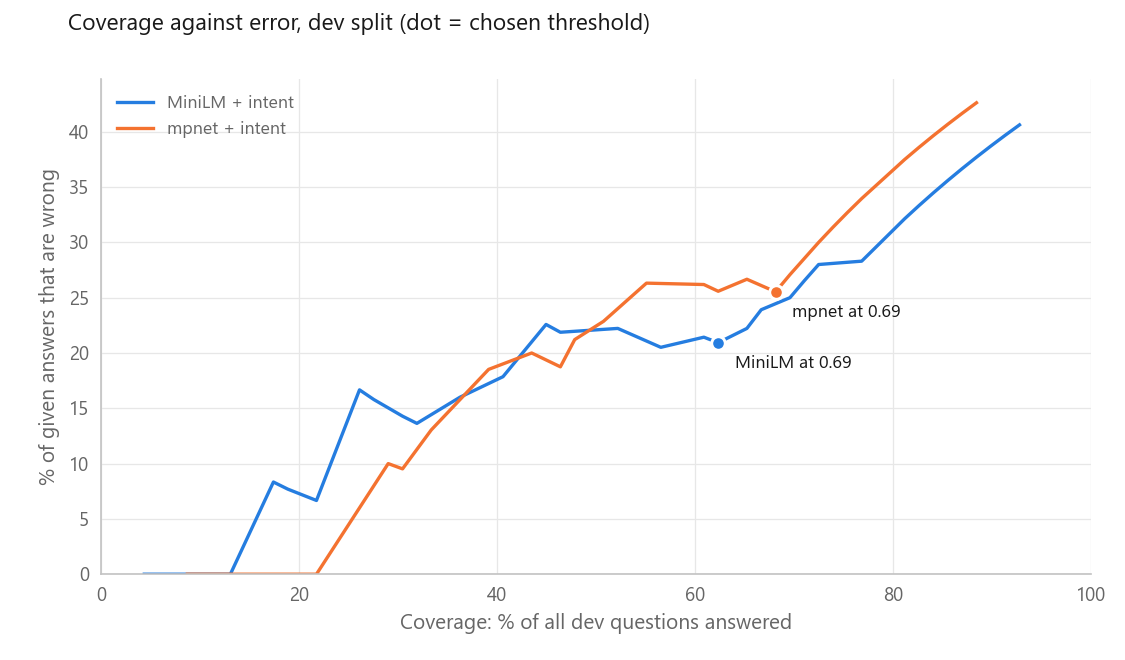 Coverage against error, dev split (dot = chosen threshold)
MiniLM + intent
mpnet + intent
% of given answers that are wrong
40
35
30
25
20
15
10
5
0
mpnet at 0.69
MiniLM at 0.69
0 20 40 60 80 100
Coverage: % of all dev questions answered